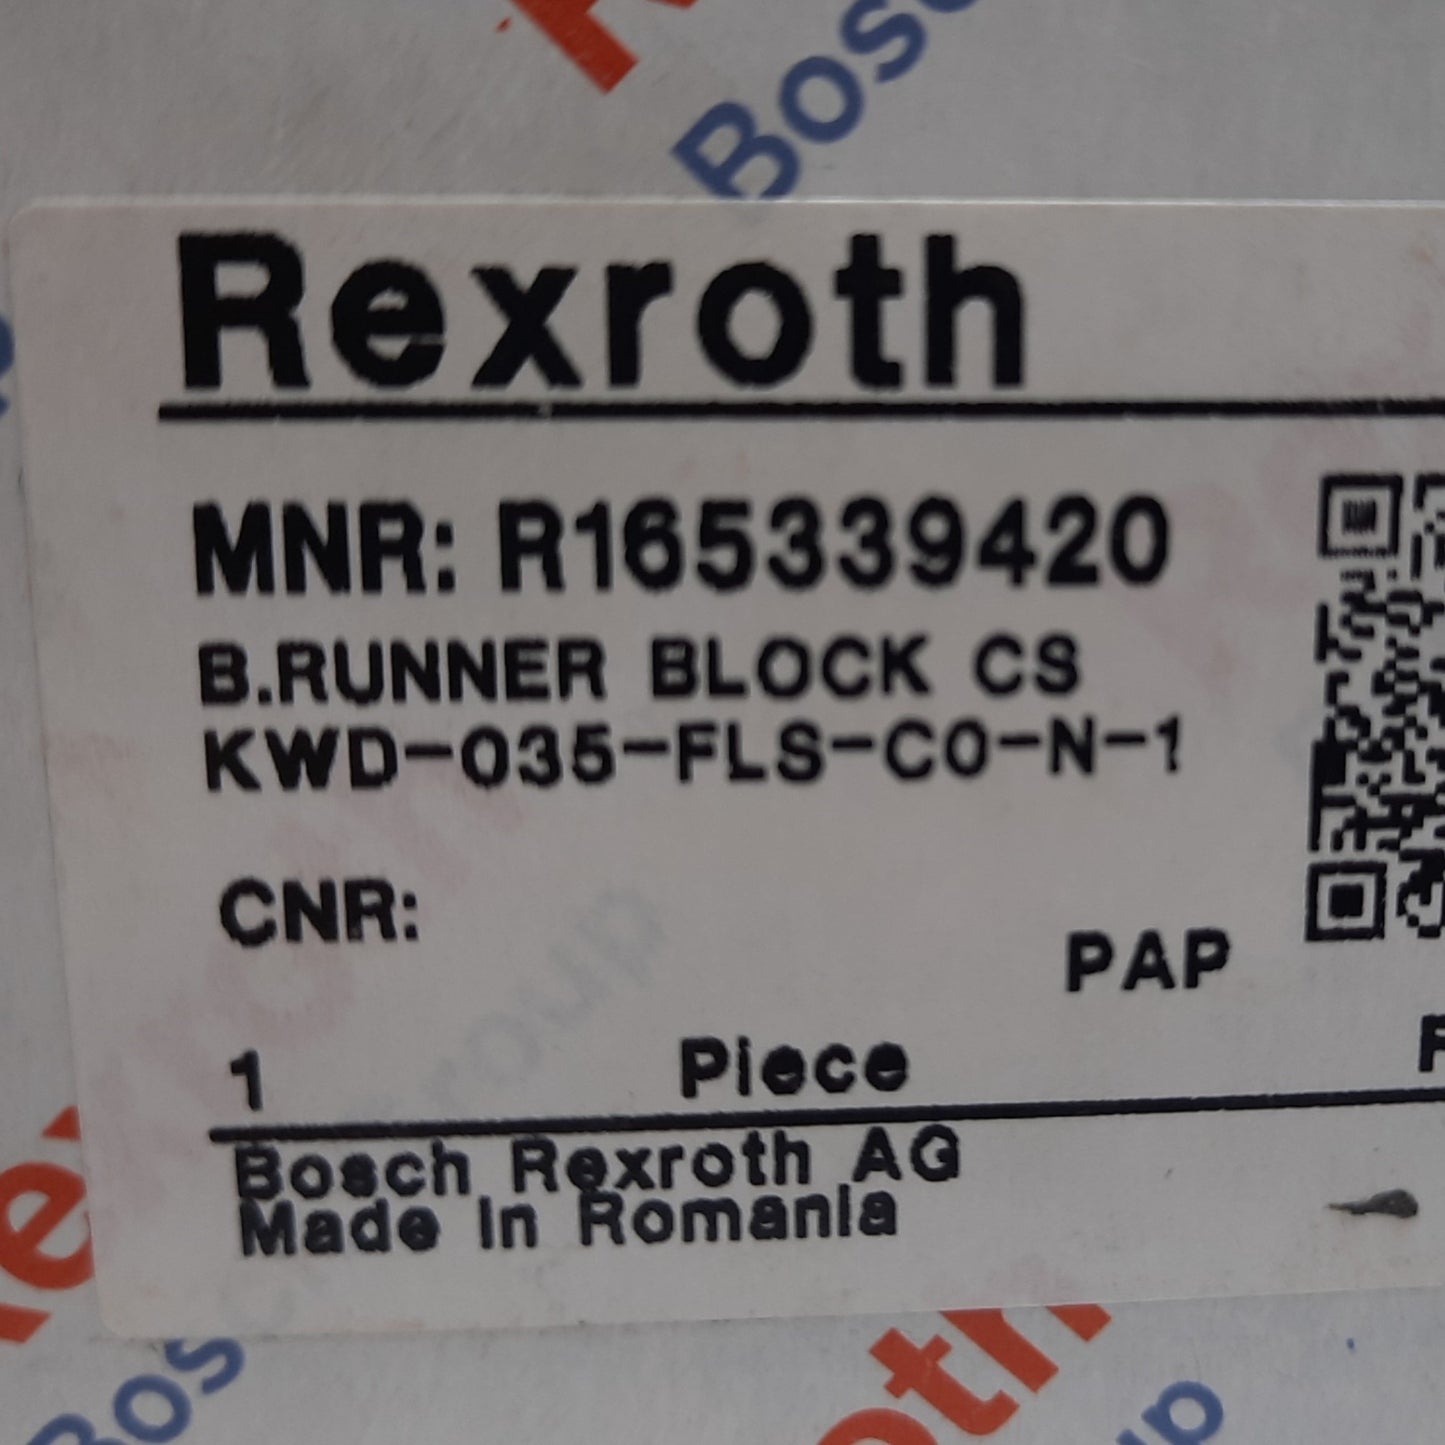 Bosc
Rexroth
MNR: R165339420
B.RUNNER BLOCK CS
KWD-035-FLS-C0-N-1
CNR:
PAP
1 Piece
Bosch Rexroth AG
Made in Romania